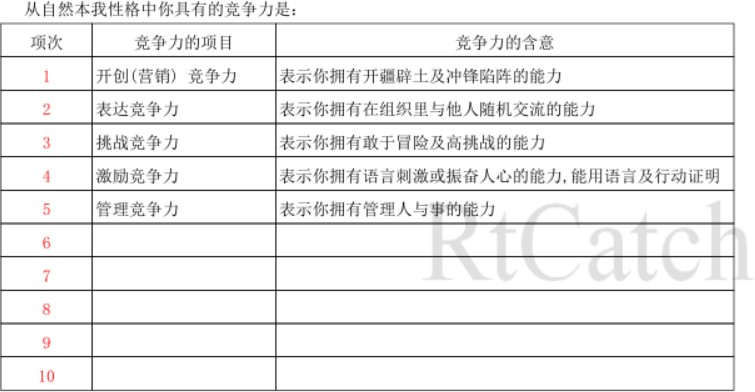 从自然本我性格中你具有的竞争力是:
项次 竞争力的项目 竞争力的含意
1 开创(营销) 竞争力 表示你拥有开疆辟土及冲锋陷阵的能力
2 表达竞争力 表示你拥有在组织里与他人随机交流的能力
3 挑战竞争力 表示你拥有敢于冒险及高挑战的能力
4 激励竞争力 表示你拥有语言刺激或振奋人心的能力,能用语言及行动证明
5 管理竞争力 表示你拥有管理人与事的能力
6
7
8
9
10
RtCatch